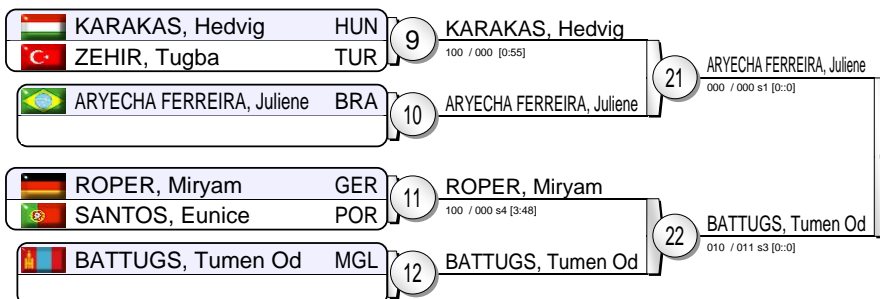 KARAKAS, Hedvig HUN
ZEHIR, Tugba TUR
9
KARAKAS, Hedvig
100 / 000 [0:55]
ARYECHA FERREIRA, Juliene BRA
10
ARYECHA FERREIRA, Juliene
21
ARYECHA FERREIRA, Juliene
000 / 000 s1 [0::0]
ROPER, Miryam GER
SANTOS, Eunice POR
11
ROPER, Miryam
100 / 000 s4 [3:48]
BATTUGS, Tumen Od MGL
12
BATTUGS, Tumen Od
22
BATTUGS, Tumen Od
010 / 011 s3 [0::0]